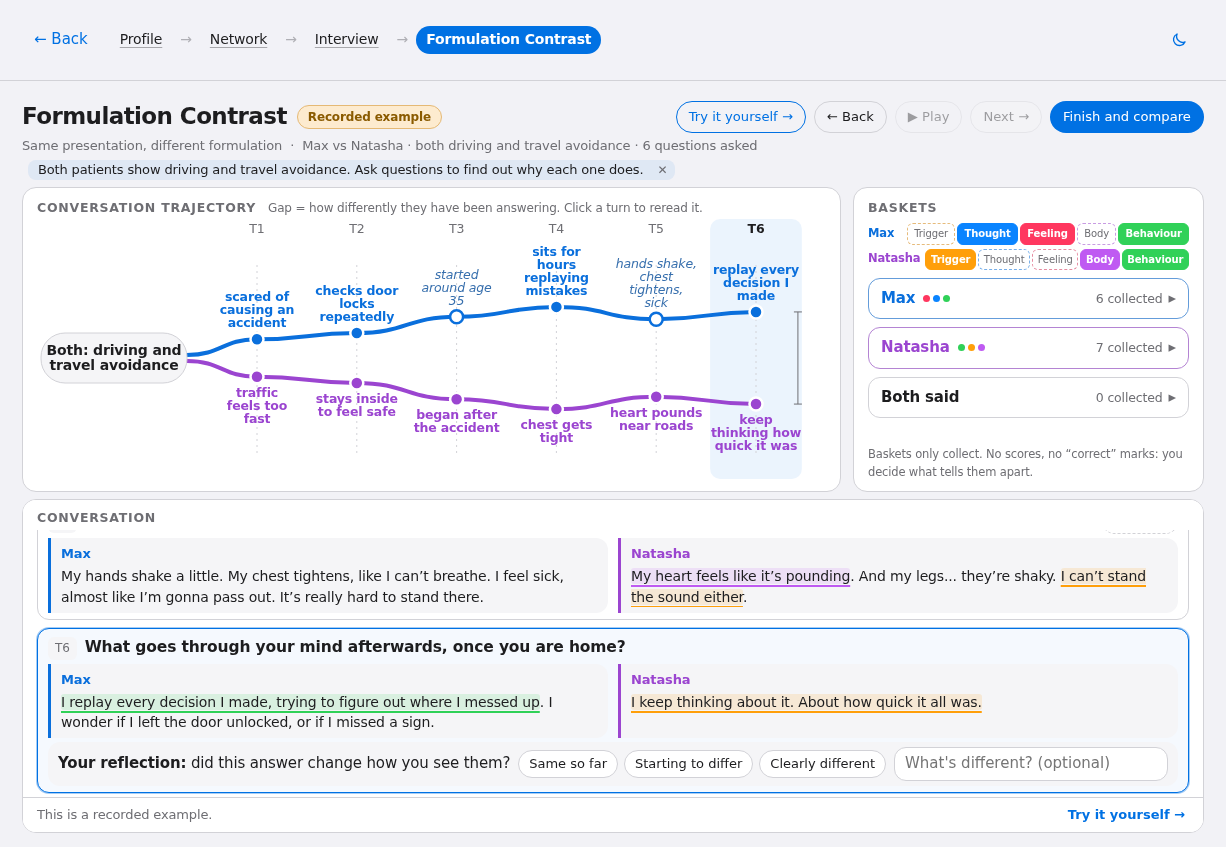 ← Back
Profile → Network → Interview → Formulation Contrast
Formulation Contrast
Recorded example
Try it yourself →
← Back
▶ Play
Next →
Finish and compare
Same presentation, different formulation · Max vs Natasha · both driving and travel avoidance · 6 questions asked
Both patients show driving and travel avoidance. Ask questions to find out why each one does. ×
CONVERSATION TRAJECTORY
Gap = how differently they have been answering. Click a turn to reread it.
T1
T2
T3
T4
T5
T6
Both: driving and
travel avoidance
scared of
causing an
accident
checks door
locks
repeatedly
started
around age
35
sits for
hours
replaying
mistakes
hands shake,
chest
tightens,
sick
replay every
decision I
made
traffic
feels too
fast
stays inside
to feel safe
began after
the accident
chest gets
tight
heart pounds
near roads
keep
thinking how
quick it was
BASKETS
Max Trigger Thought Feeling Body Behaviour
Natasha Trigger Thought Feeling Body Behaviour
Max 6 collected ▶
Natasha 7 collected ▶
Both said 0 collected ▶
Baskets only collect. No scores, no “correct” marks: you
decide what tells them apart.
CONVERSATION
Max
My hands shake a little. My chest tightens, like I can’t breathe. I feel sick,
almost like I’m gonna pass out. It’s really hard to stand there.
Natasha
My heart feels like it’s pounding. And my legs... they’re shaky. I can’t stand
the sound either.
T6 What goes through your mind afterwards, once you are home?
Max
I replay every decision I made, trying to figure out where I messed up. I
wonder if I left the door unlocked, or if I missed a sign.
Natasha
I keep thinking about it. About how quick it all was.
Your reflection: did this answer change how you see them?
Same so far
Starting to differ
Clearly different
What's different? (optional)
This is a recorded example.
Try it yourself →